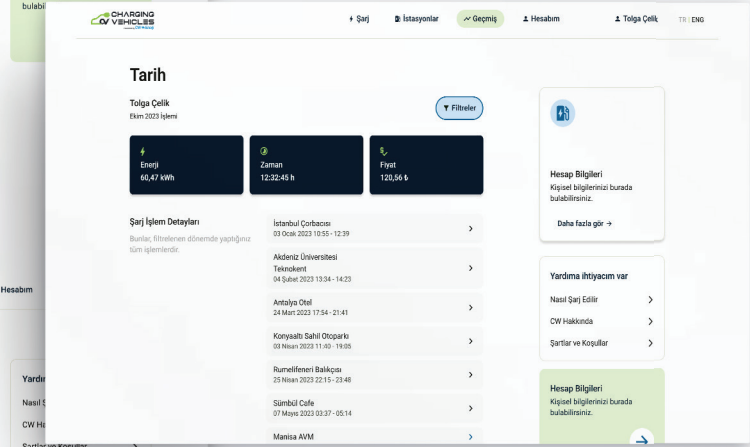 bulabil
CHARGING
VEHICLES
Şarj
İstasyonlar
Geçmiş
Hesabım
Tolga Çelik
TR | ENG
Tarih
Tolga Çelik
Ekim 2023 İşlemi
Filtreler
Enerji
60,47 kWh
Zaman
12:32:45 h
Fiyat
120,56 ₺
Şarj İşlem Detayları
Bunlar, filtrelenen dönemde yaptığınız
tüm işlemlerdir.
İstanbul Çorbacısı
03 Ocak 2023 10:55 - 12:39
Akdeniz Üniversitesi
Teknokent
04 Şubat 2023 13:34 - 14:23
Antalya Otel
24 Mart 2023 17:54 - 21:41
Konyaaltı Sahil Otoparkı
03 Nisan 2023 11:40 - 19:05
Rumelifeneri Balıkçısı
25 Nisan 2023 22:15 - 23:48
Sümbül Cafe
07 Mayıs 2023 03:37 - 05:14
Manisa AVM
Hesap Bilgileri
Kişisel bilgilerinizi burada
bulabilirsiniz.
Daha fazla gör →
Yardıma ihtiyacım var
Nasıl Şarj Edilir
CW Hakkında
Şartlar ve Koşullar
Hesap Bilgileri
Kişisel bilgilerinizi burada
bulabilirsiniz.
Hesabım
Yardı
Nasıl Ş
CW Ha
Şartlar ve Koşullar